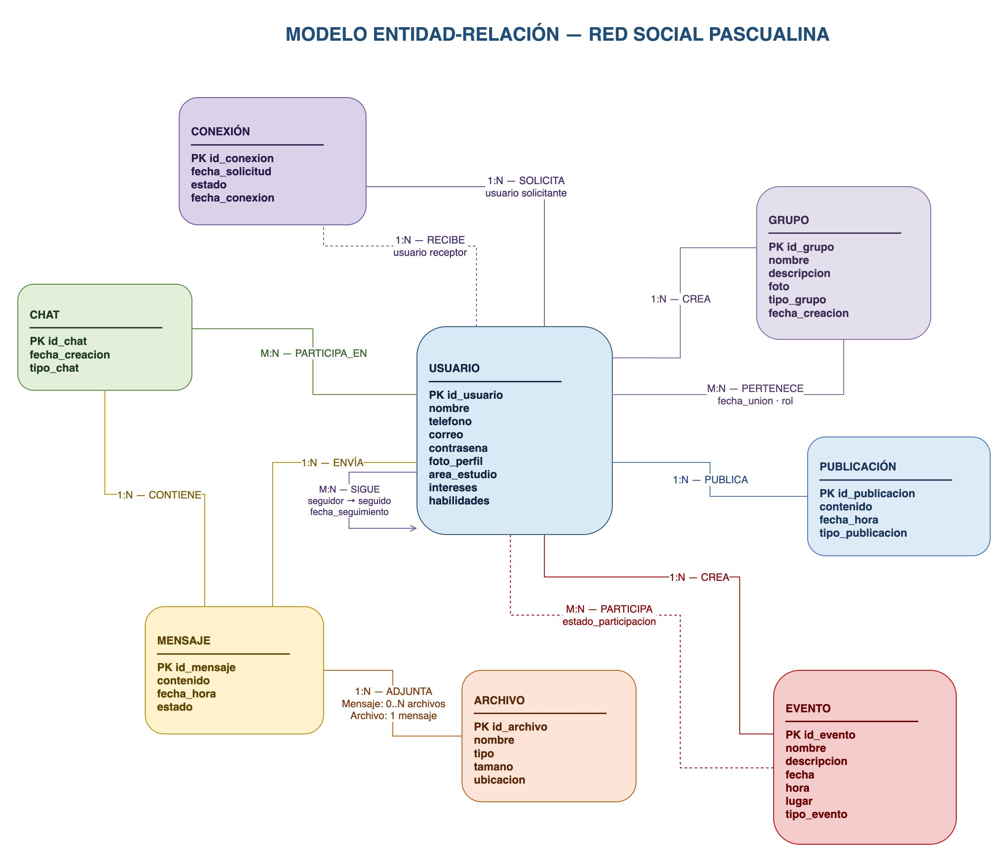 MODELO ENTIDAD-RELACIÓN — RED SOCIAL PASCUALINA
CONEXIÓN
PK id_conexion
fecha_solicitud
estado
fecha_conexion
1:N — SOLICITA
usuario solicitante
1:N — RECIBE
usuario receptor
GRUPO
PK id_grupo
nombre
descripcion
foto
tipo_grupo
fecha_creacion
1:N — CREA
CHAT
PK id_chat
fecha_creacion
tipo_chat
M:N — PARTICIPA_EN
USUARIO
PK id_usuario
nombre
telefono
correo
contrasena
foto_perfil
area_estudio
intereses
habilidades
M:N — PERTENECE
fecha_union · rol
PUBLICACIÓN
PK id_publicacion
contenido
fecha_hora
tipo_publicacion
1:N — PUBLICA
1:N — ENVÍA
M:N — SIGUE
seguidor → seguido
fecha_seguimiento
1:N — CONTIENE
1:N — CREA
M:N — PARTICIPA
estado_participacion
MENSAJE
PK id_mensaje
contenido
fecha_hora
estado
1:N — ADJUNTA
Mensaje: 0..N archivos
Archivo: 1 mensaje
ARCHIVO
PK id_archivo
nombre
tipo
tamano
ubicacion
EVENTO
PK id_evento
nombre
descripcion
fecha
hora
lugar
tipo_evento